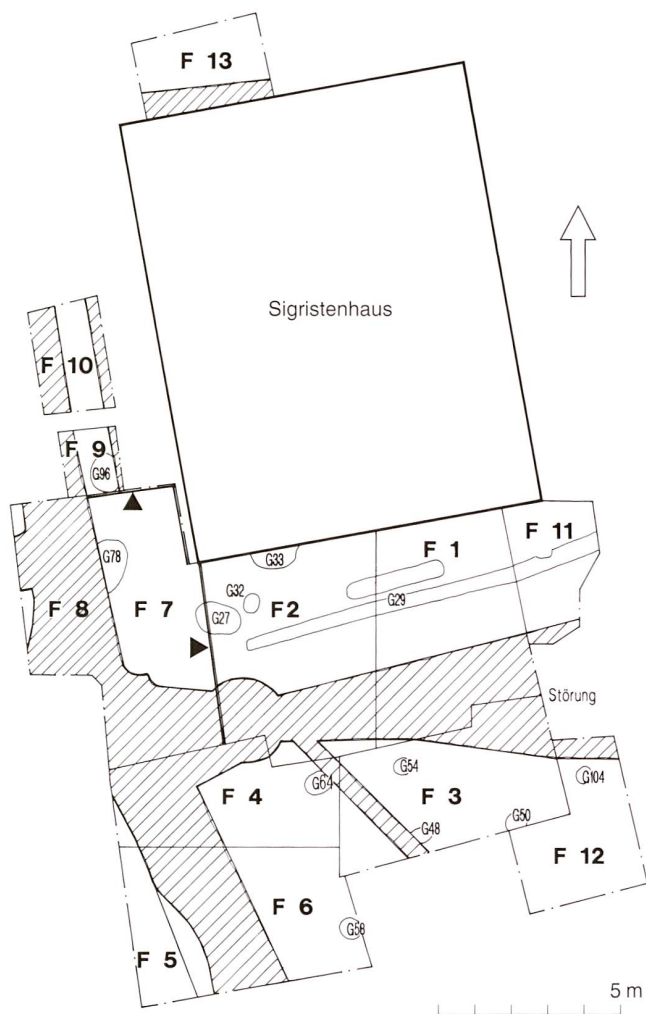 F 13
Sigristenhaus
F 10
F 9
G96
G78
G33
F 1
F 11
G32
F 8
F 7
G27
F2
G29
Störung
G54
G104
G64
F 4
F 3
G48
G50
F 12
F 6
G58
F 5
5 m